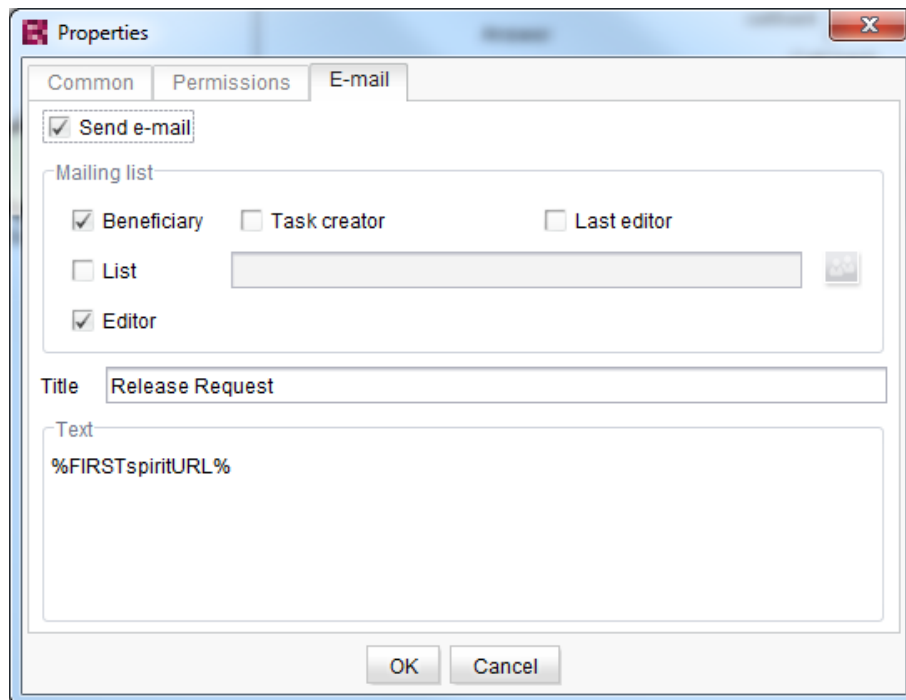 Properties
Common Permissions E-mail
Send e-mail
Mailing list
Beneficiary Task creator Last editor
List
Editor
Title Release Request
Text
%FIRSTspiritURL%
OK Cancel